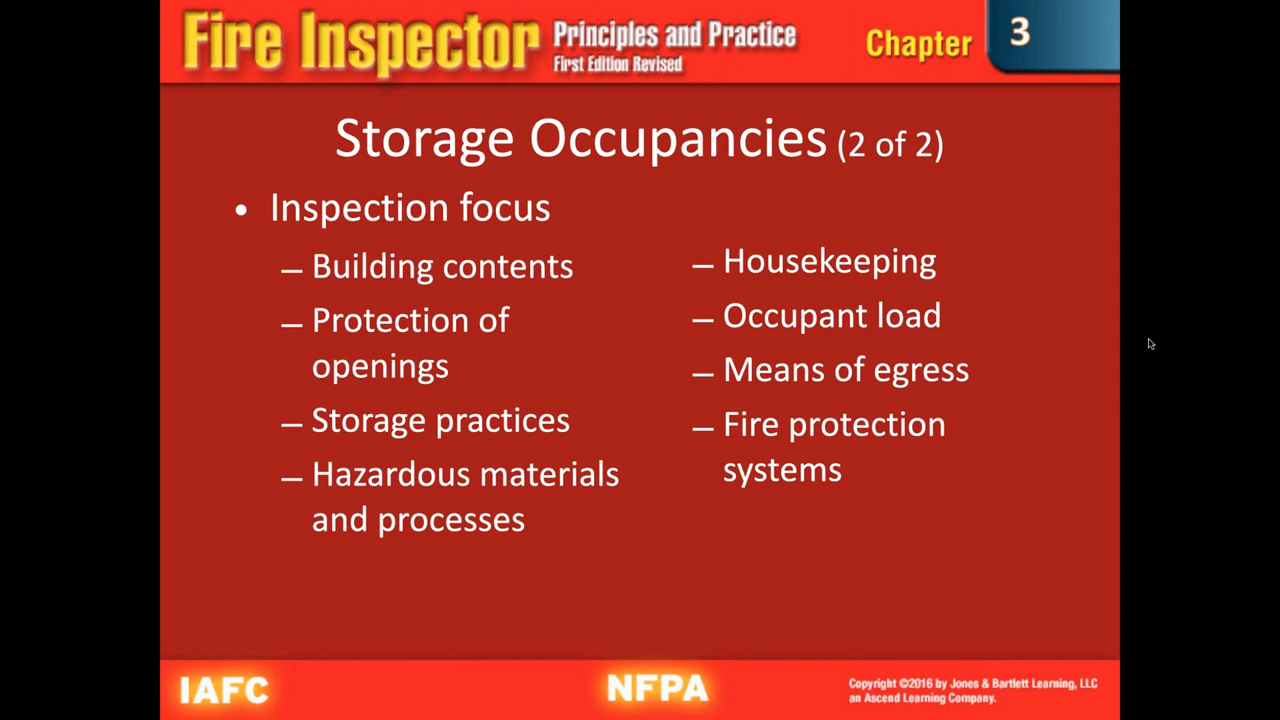 Fire Inspector Principles and Practice
First Edition Revised
Chapter 3
Storage Occupancies (2 of 2)
• Inspection focus
– Building contents
– Protection of
openings
– Storage practices
– Hazardous materials
and processes
– Housekeeping
– Occupant load
– Means of egress
– Fire protection
systems
IAFC
NFPA
Copyright ©2016 by Jones & Bartlett Learning, LLC
an Ascend Learning Company.